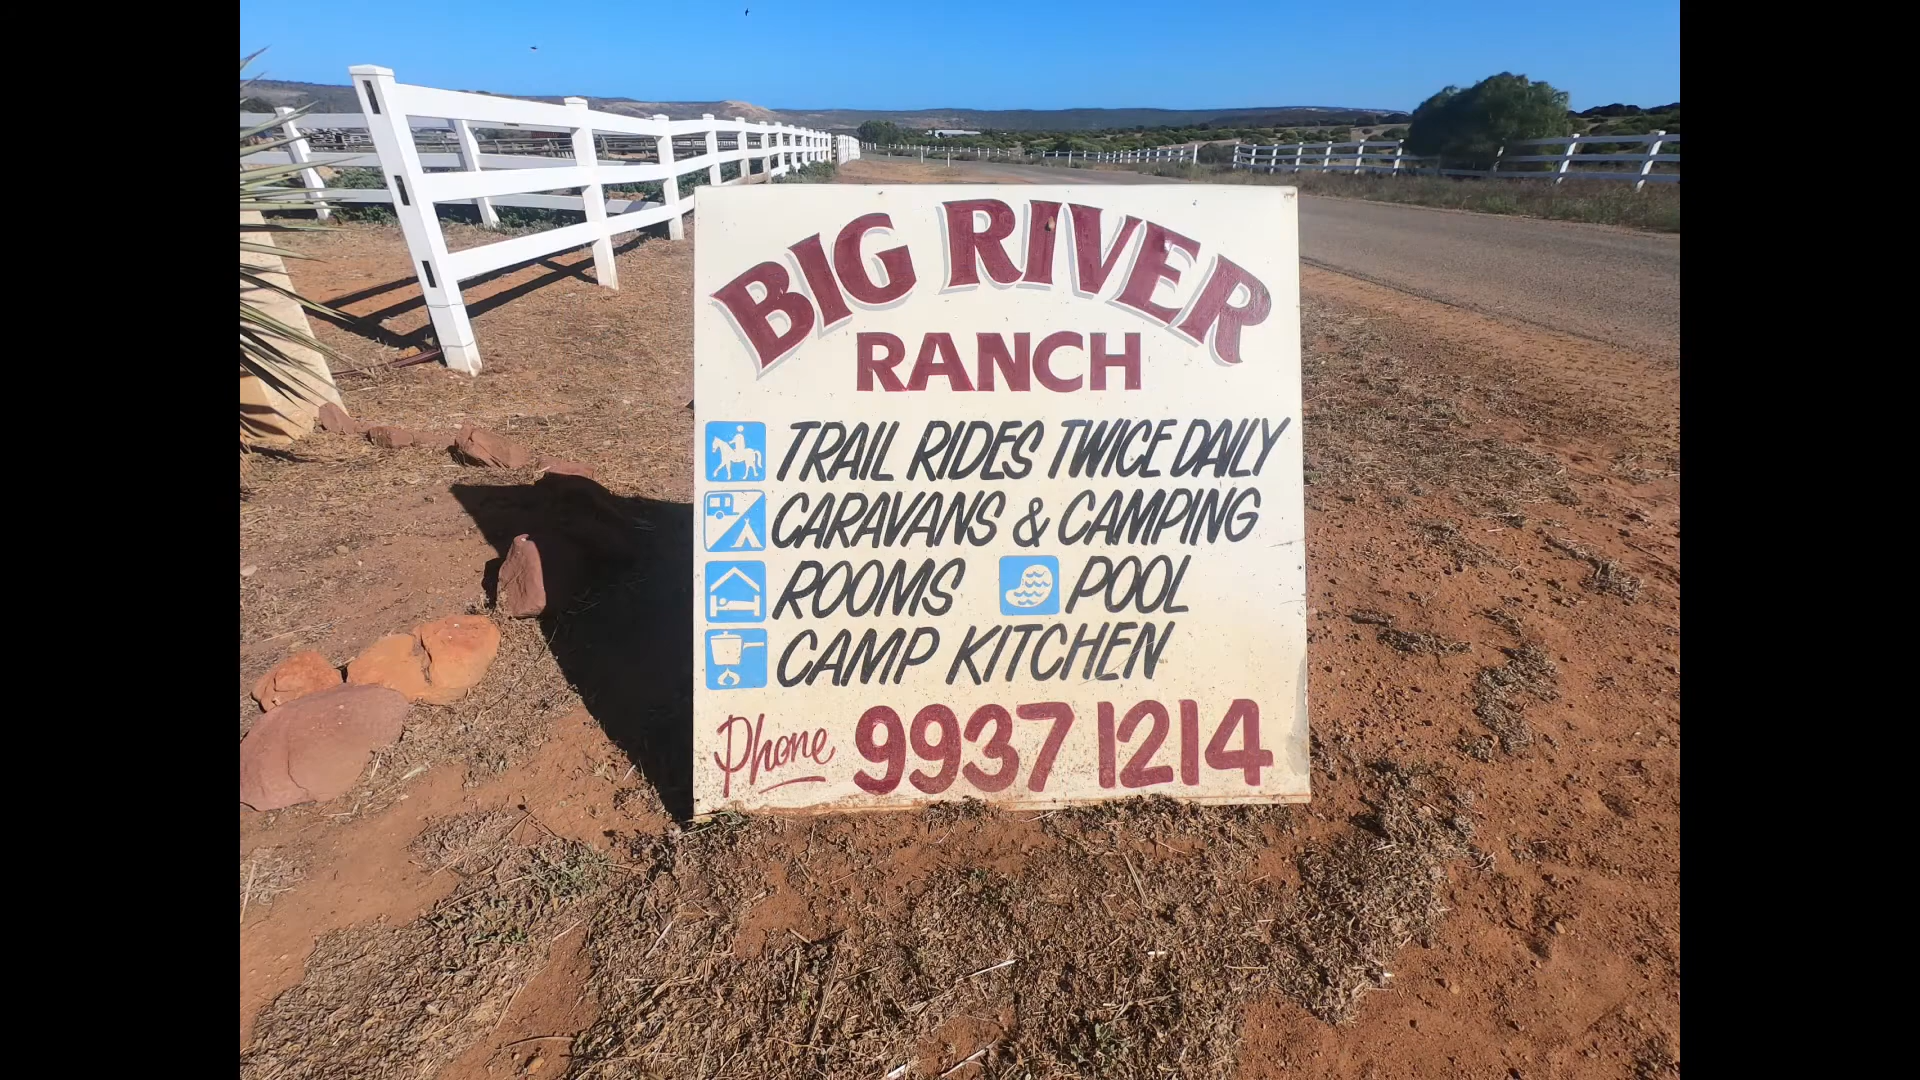 BIG RIVER
RANCH
TRAIL RIDES TWICE DAILY
CARAVANS & CAMPING
ROOMS POOL
CAMP KITCHEN
Phone 9937 1214